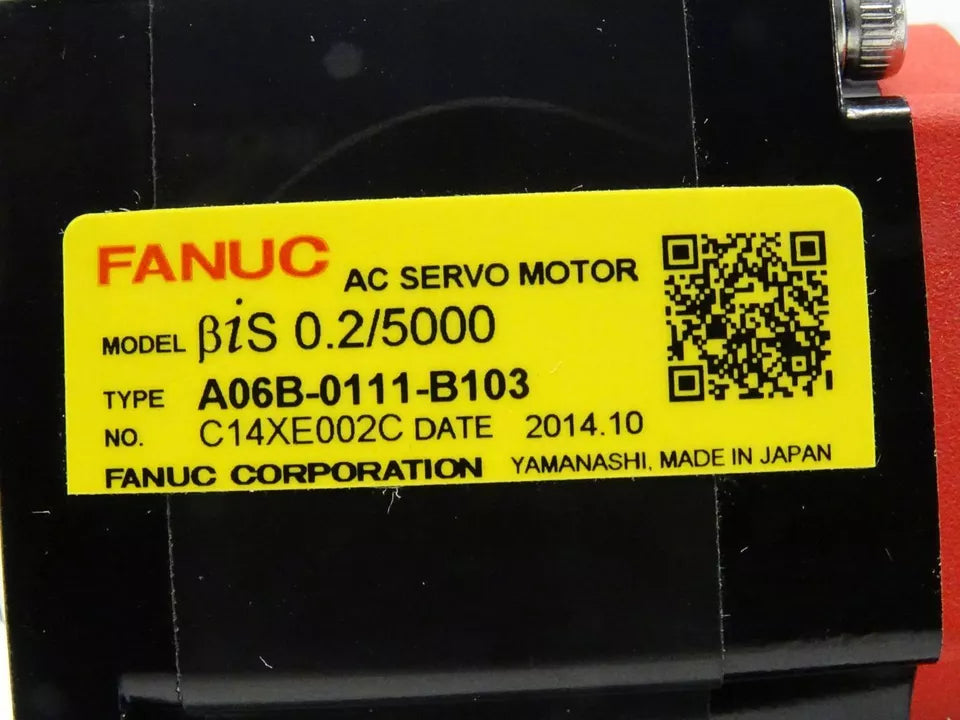 FANUC AC SERVO MOTOR
MODEL βiS 0.2/5000
TYPE A06B-0111-B103
NO. C14XE002C DATE 2014.10
FANUC CORPORATION YAMANASHI, MADE IN JAPAN